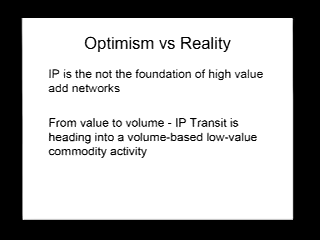 Optimism vs Reality
IP is the not the foundation of high value
add networks
From value to volume - IP Transit is
heading into a volume-based low-value
commodity activity